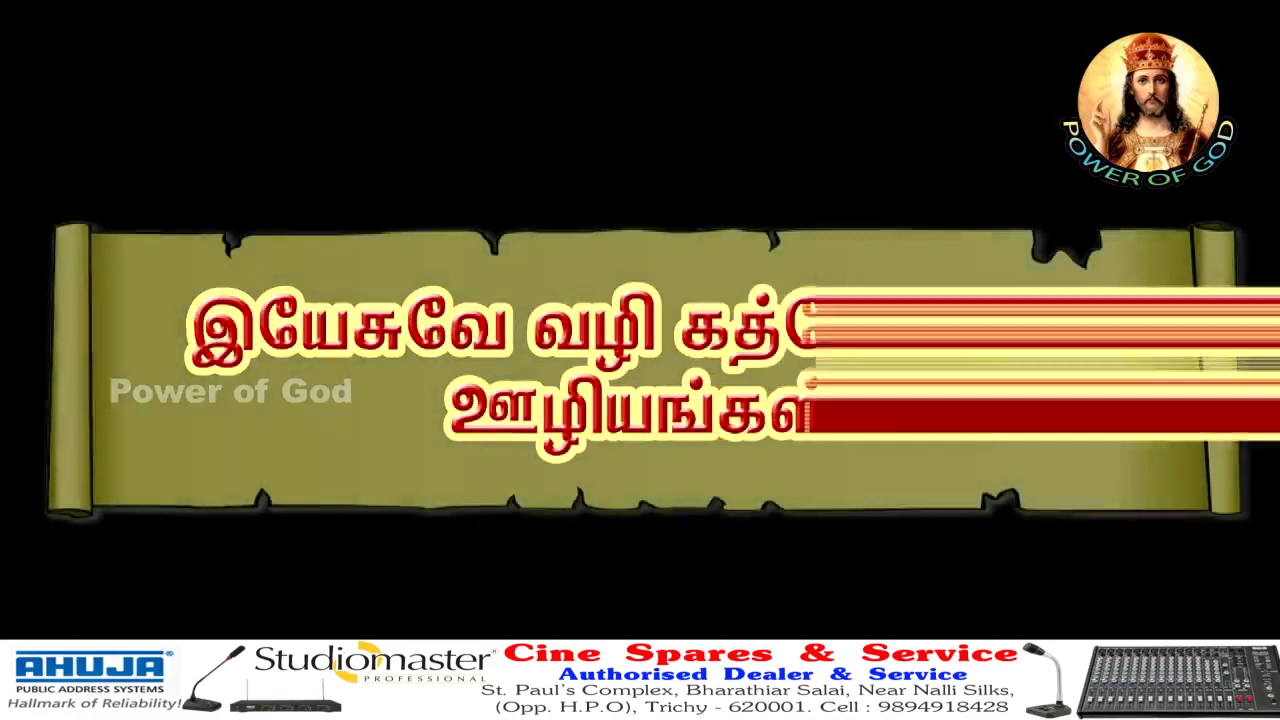 POWER OF GOD
இயேசுவே வழி
ஊழியங்கள்
Power of God
AHUJA
PUBLIC ADDRESS SYSTEMS
Hallmark of Reliability!
Studiomaster
PROFESSIONAL
Cine Spares & Service
Authorised Dealer & Service
St. Paul's Complex, Bharathiar Salai, Near Nalli Silks,
(Opp. H.P.O), Trichy - 620001. Cell : 9894918428